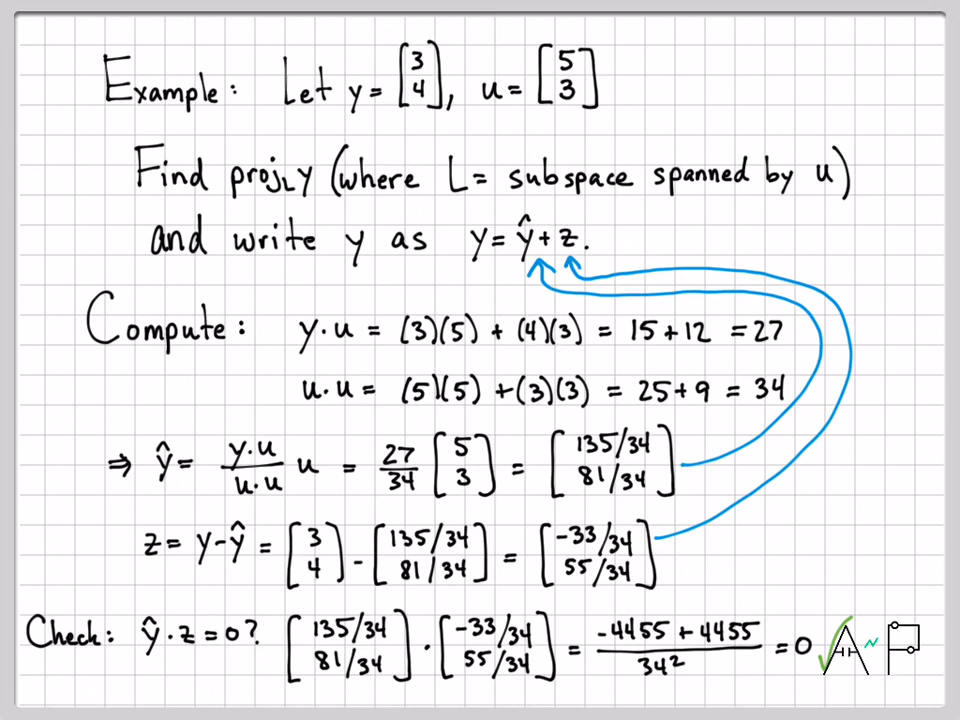 Example: Let y = [3 4], u = [5 3]
Find proj_L y (where L = subspace spanned by u)
and write y as y = ŷ + z.
Compute: y · u = (3)(5) + (4)(3) = 15 + 12 = 27
u · u = (5)(5) + (3)(3) = 25 + 9 = 34
⇒ ŷ = y·u/u·u u = 27/34 [5 3] = [135/34 81/34]
z = y - ŷ = [3 4] - [135/34 81/34] = [-33/34 55/34]
Check: ŷ · z = 0? [135/34 81/34] · [-33/34 55/34] = -4455 + 4455/34² = 0 √ A~P